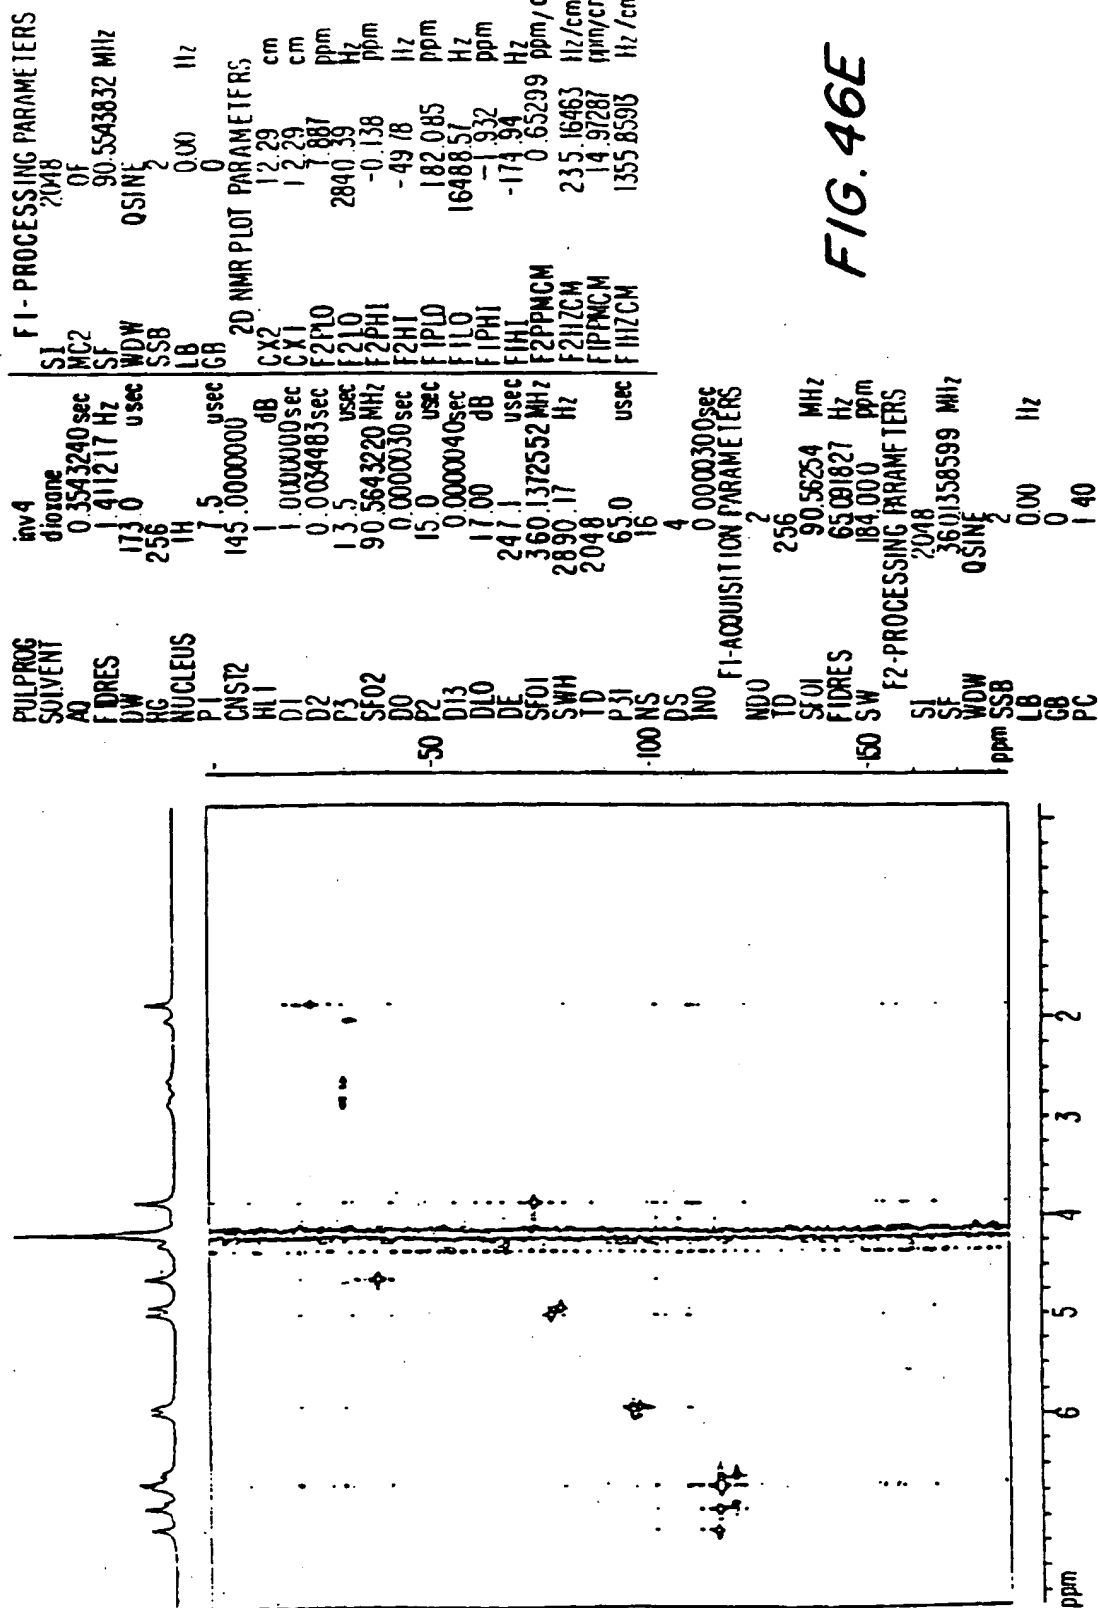 PULPROG inv4
SOLVENT dioxane
AQ 0.3543240 sec
FIDRES 1.411217 Hz
DW 173.0 usec
RG 256
NUCLEUS 1H
P1 7.5 usec
CNST2 145.0000000
HL1 1 dB
D1 1.0000000 sec
D2 0.0034483 sec
P3 13.5 usec
SFO2 90.5643220 MHz
D0 0.0000030 sec
P2 15.0 usec
D13 0.0000040 sec
DL0 17.00 dB
DE 247.1 usec
SFO1 360.1372552 MHz
SWH 2890.17 Hz
TD 2048
P31 65.0 usec
NS 16
DS 4
IN0 0.0000300 sec
F1-AQUISITION PARAMETERS
ND0 2
TD 256
SFO1 90.56254 MHz
FIDRES 65.091827 Hz
SW 184.000 ppm
F2-PROCESSING PARAMETERS
SI 2048
SF 360.1358599 MHz
WDW QSINE
SSB 2
LB 0.00 Hz
GB 0
PC 1.40
F1-PROCESSING PARAMETERS
SI 2048
MC2 QF
SF 90.5543832 MHz
WDW QSINE
SSB 2
LB 0.00 Hz
GB 0
2D NMR PLOT PARAMETERS
CX2 12.29 cm
CX1 12.29 cm
F2PLO 7.887 ppm
F2LO 2840.39 Hz
F2PHI -0.138 ppm
F2HI -49.78 Hz
F1PLO 182.085 ppm
F1LO 16488.57 Hz
F1PHI -1.932 ppm
F1HI -174.94 Hz
F2PPMCM 0.65299 ppm/c
F2HZCM 235.16463 Hz/cm
F1PPMCM 14.97287 ppm/cm
F1HZCM 1355.85913 Hz/cm
-50
-100
-150
ppm
ppm 6 5 4 3 2
FIG. 46E